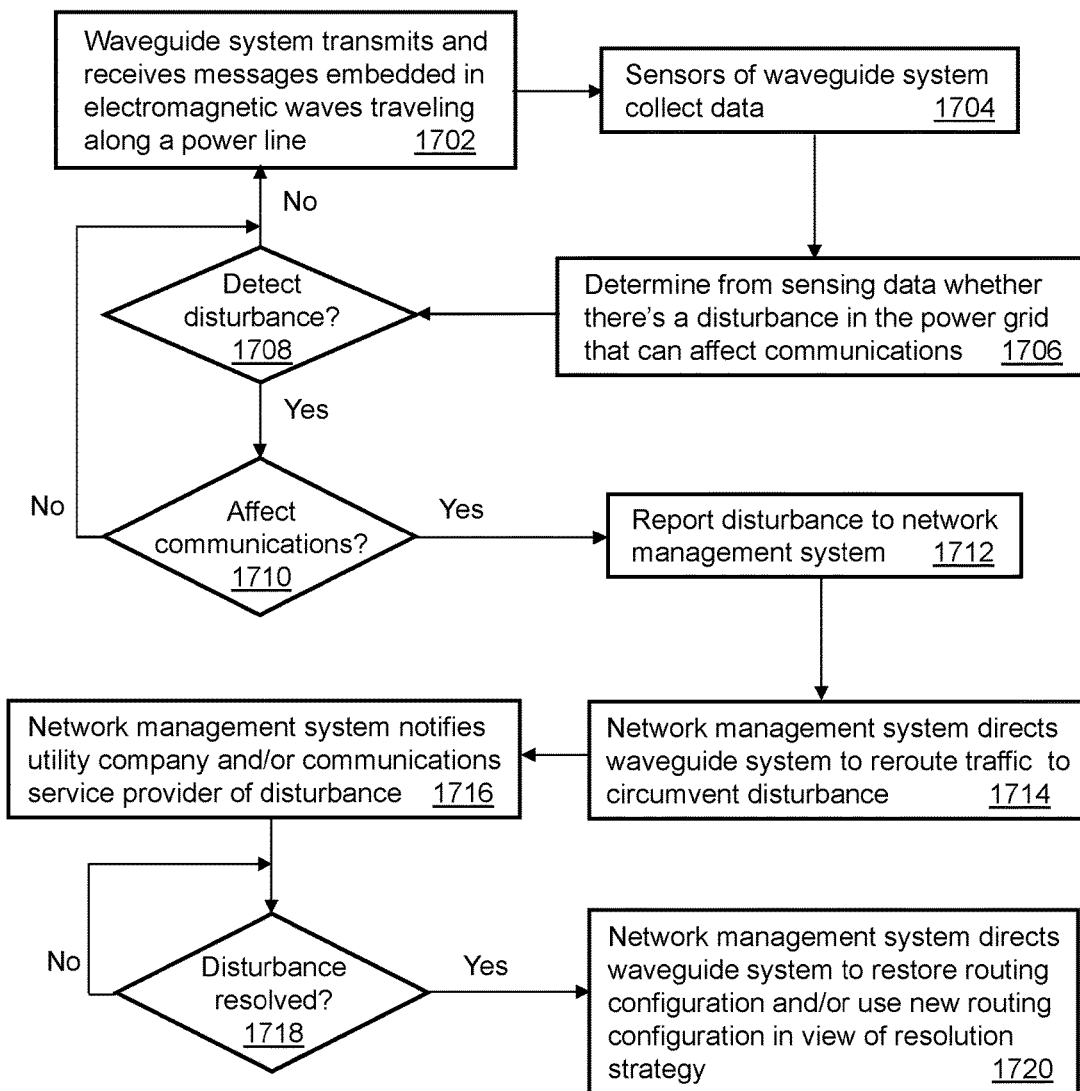 Waveguide system transmits and
receives messages embedded in
electromagnetic waves traveling
along a power line 1702
Sensors of waveguide system
collect data 1704
No
Detect
disturbance?
1708
Determine from sensing data whether
there's a disturbance in the power grid
that can affect communications 1706
Yes
No
Affect
communications?
1710
Yes
Report disturbance to network
management system 1712
Network management system notifies
utility company and/or communications
service provider of disturbance 1716
Network management system directs
waveguide system to reroute traffic to
circumvent disturbance 1714
No
Disturbance
resolved?
1718
Yes
Network management system directs
waveguide system to restore routing
configuration and/or use new routing
configuration in view of resolution
strategy 1720